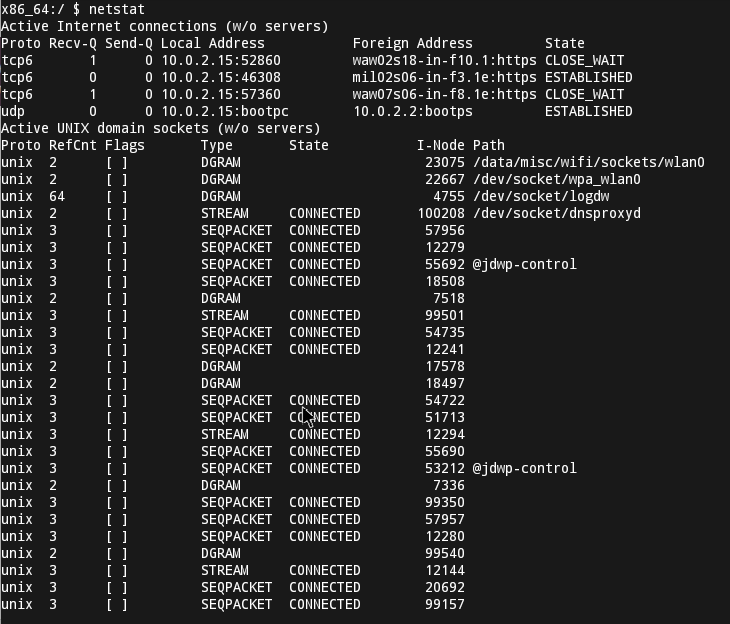 x86_64:/ $ netstat
Active Internet connections (w/o servers)
Proto Recv-Q Send-Q Local Address           Foreign Address         State
tcp6       1      0 10.0.2.15:52860         waw02s18-in-f10.1:https CLOSE_WAIT
tcp6       0      0 10.0.2.15:46308         mil02s06-in-f3.1e:https ESTABLISHED
tcp6       1      0 10.0.2.15:57360         waw07s06-in-f8.1e:https CLOSE_WAIT
udp        0      0 10.0.2.15:bootpc        10.0.2.2:bootps         ESTABLISHED
Active UNIX domain sockets (w/o servers)
Proto RefCnt Flags       Type       State           I-Node Path
unix  2      [ ]         DGRAM                       23075 /data/misc/wifi/sockets/wlan0
unix  2      [ ]         DGRAM                       22667 /dev/socket/wpa_wlan0
unix  64     [ ]         DGRAM                        4755 /dev/socket/logdw
unix  2      [ ]         STREAM     CONNECTED       100208 /dev/socket/dnsproxyd
unix  3      [ ]         SEQPACKET  CONNECTED        57956
unix  3      [ ]         SEQPACKET  CONNECTED        12279
unix  3      [ ]         SEQPACKET  CONNECTED        55692 @jdwp-control
unix  3      [ ]         SEQPACKET  CONNECTED        18508
unix  2      [ ]         DGRAM                        7518
unix  3      [ ]         STREAM     CONNECTED        99501
unix  3      [ ]         SEQPACKET  CONNECTED        54735
unix  3      [ ]         SEQPACKET  CONNECTED        12241
unix  2      [ ]         DGRAM                       17578
unix  2      [ ]         DGRAM                       18497
unix  3      [ ]         SEQPACKET  CONNECTED        54722
unix  3      [ ]         SEQPACKET  CONNECTED        51713
unix  3      [ ]         STREAM     CONNECTED        12294
unix  3      [ ]         SEQPACKET  CONNECTED        55690
unix  3      [ ]         SEQPACKET  CONNECTED        53212 @jdwp-control
unix  2      [ ]         DGRAM                        7336
unix  3      [ ]         SEQPACKET  CONNECTED        99350
unix  3      [ ]         SEQPACKET  CONNECTED        57957
unix  3      [ ]         SEQPACKET  CONNECTED        12280
unix  2      [ ]         DGRAM                       99540
unix  3      [ ]         STREAM     CONNECTED        12144
unix  3      [ ]         SEQPACKET  CONNECTED        20692
unix  3      [ ]         SEQPACKET  CONNECTED        99157